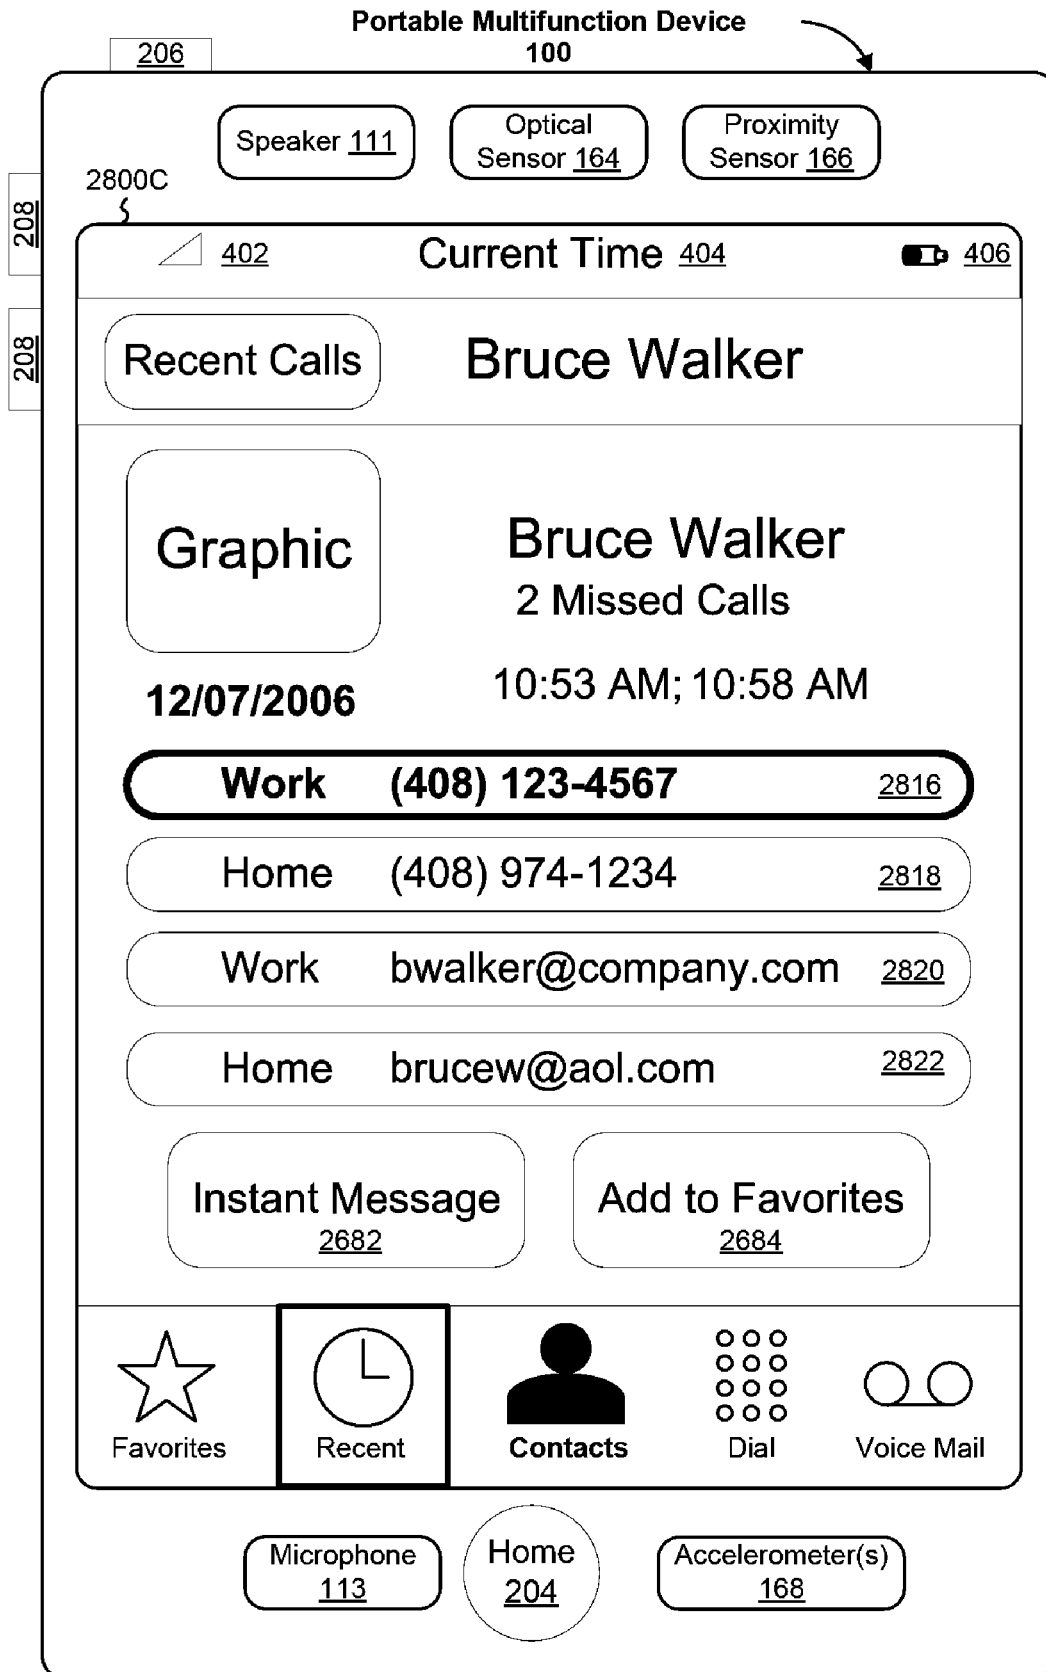 Portable Multifunction Device
100
206
Speaker 111
Optical
Sensor 164
Proximity
Sensor 166
2800C
208
208
402
Current Time 404
406
Recent Calls
Bruce Walker
Graphic
Bruce Walker
2 Missed Calls
12/07/2006
10:53 AM; 10:58 AM
Work (408) 123-4567 2816
Home (408) 974-1234 2818
Work bwalker@company.com 2820
Home brucew@aol.com 2822
Instant Message
2682
Add to Favorites
2684
Favorites
Recent
Contacts
Dial
Voice Mail
Microphone
113
Home
204
Accelerometer(s)
168